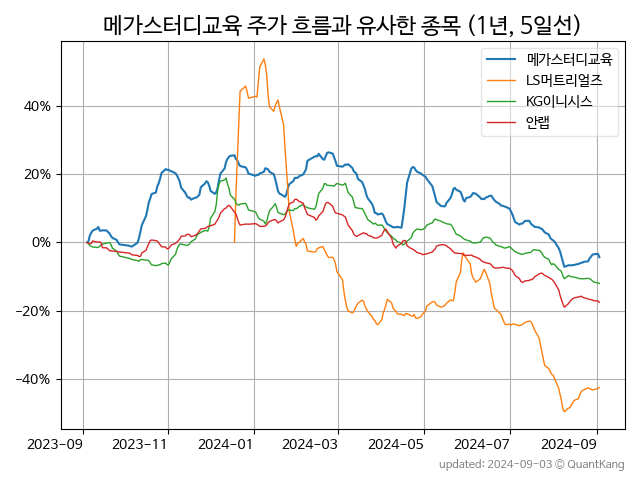 메가스터디교육 주가 흐름과 유사한 종목 (1년, 5일선)
메가스터디교육
LS머트리얼즈
KG이니시스
안랩
40%
20%
0%
−20%
−40%
2023-09 2023-11 2024-01 2024-03 2024-05 2024-07 2024-09
updated: 2024-09-03 © QuantKang